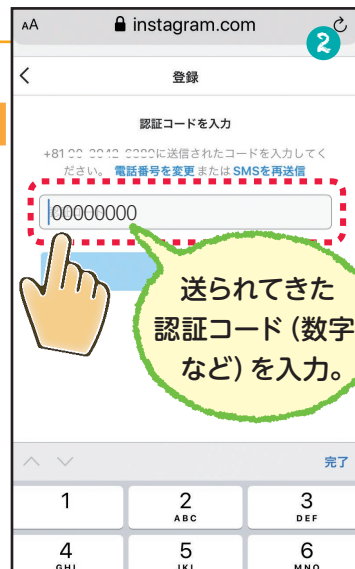 AA instagram.com
2
登録
認証コードを入力
に送信されたコードを入力してく
ださい。 電話番号を変更 または SMSを再送信
00000000
送られてきた
認証コード（数字
など）を入力。
完了
1 2 3
ABC DEF
4 5 6
GHI JKL MNO